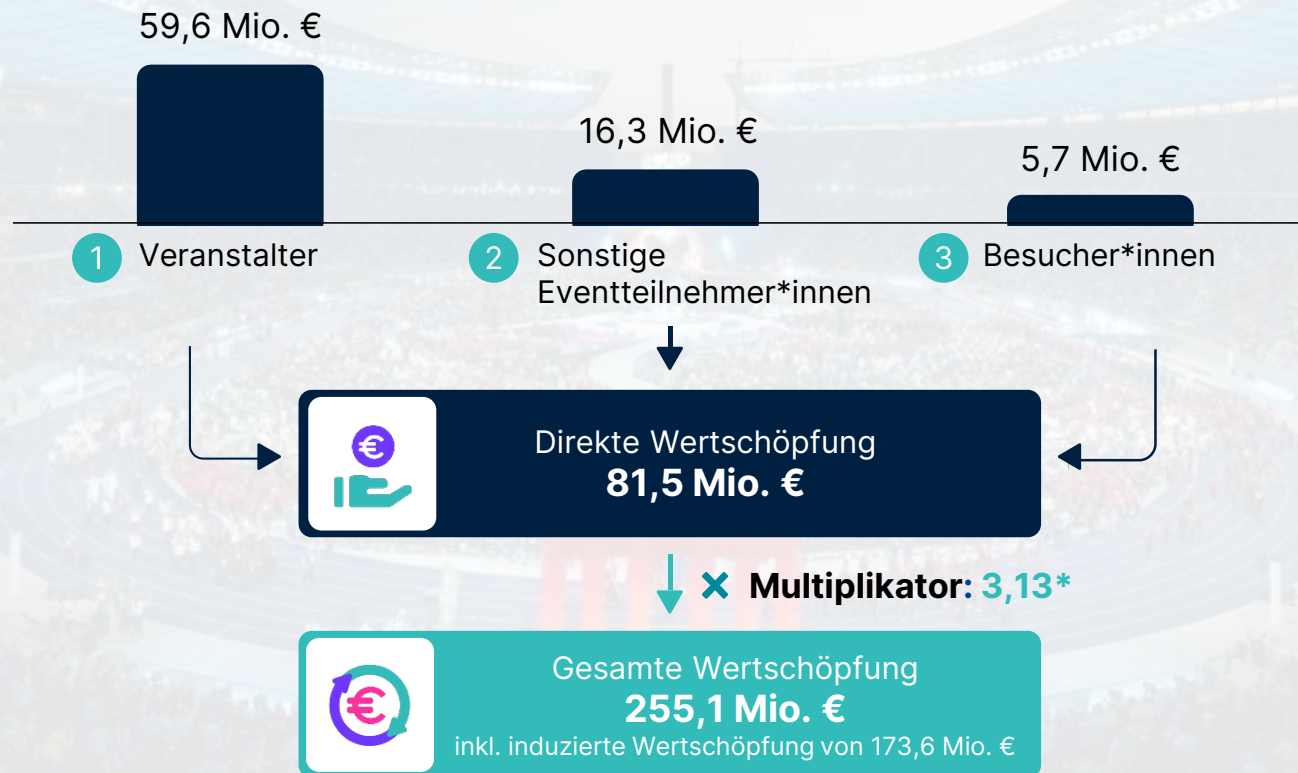 59,6 Mio. €
16,3 Mio. €
5,7 Mio. €
1 Veranstalter
2 Sonstige
Eventteilnehmer*innen
3 Besucher*innen
€
Direkte Wertschöpfung
81,5 Mio. €
× Multiplikator: 3,13*
€
Gesamte Wertschöpfung
255,1 Mio. €
inkl. induzierte Wertschöpfung von 173,6 Mio. €